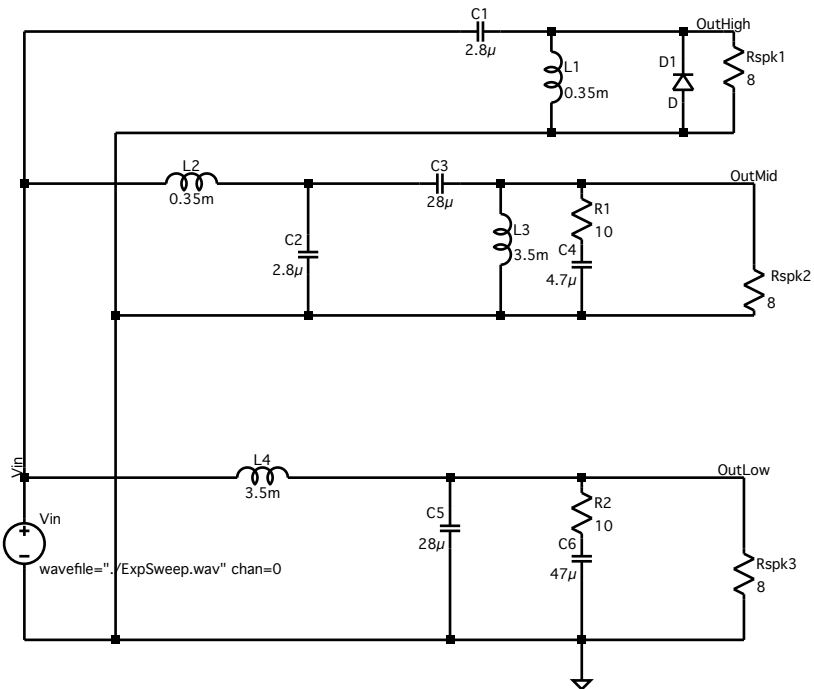 C1
2.8µ
OutHigh
L1
0.35m
D1
D
Rspk1
8
L2
0.35m
C3
28µ
OutMid
C2
2.8µ
L3
3.5m
R1
10
C4
4.7µ
Rspk2
8
Vin
L4
3.5m
OutLow
C5
28µ
R2
10
C6
47µ
Rspk3
8
Vin
wavefile="./ExpSweep.wav" chan=0